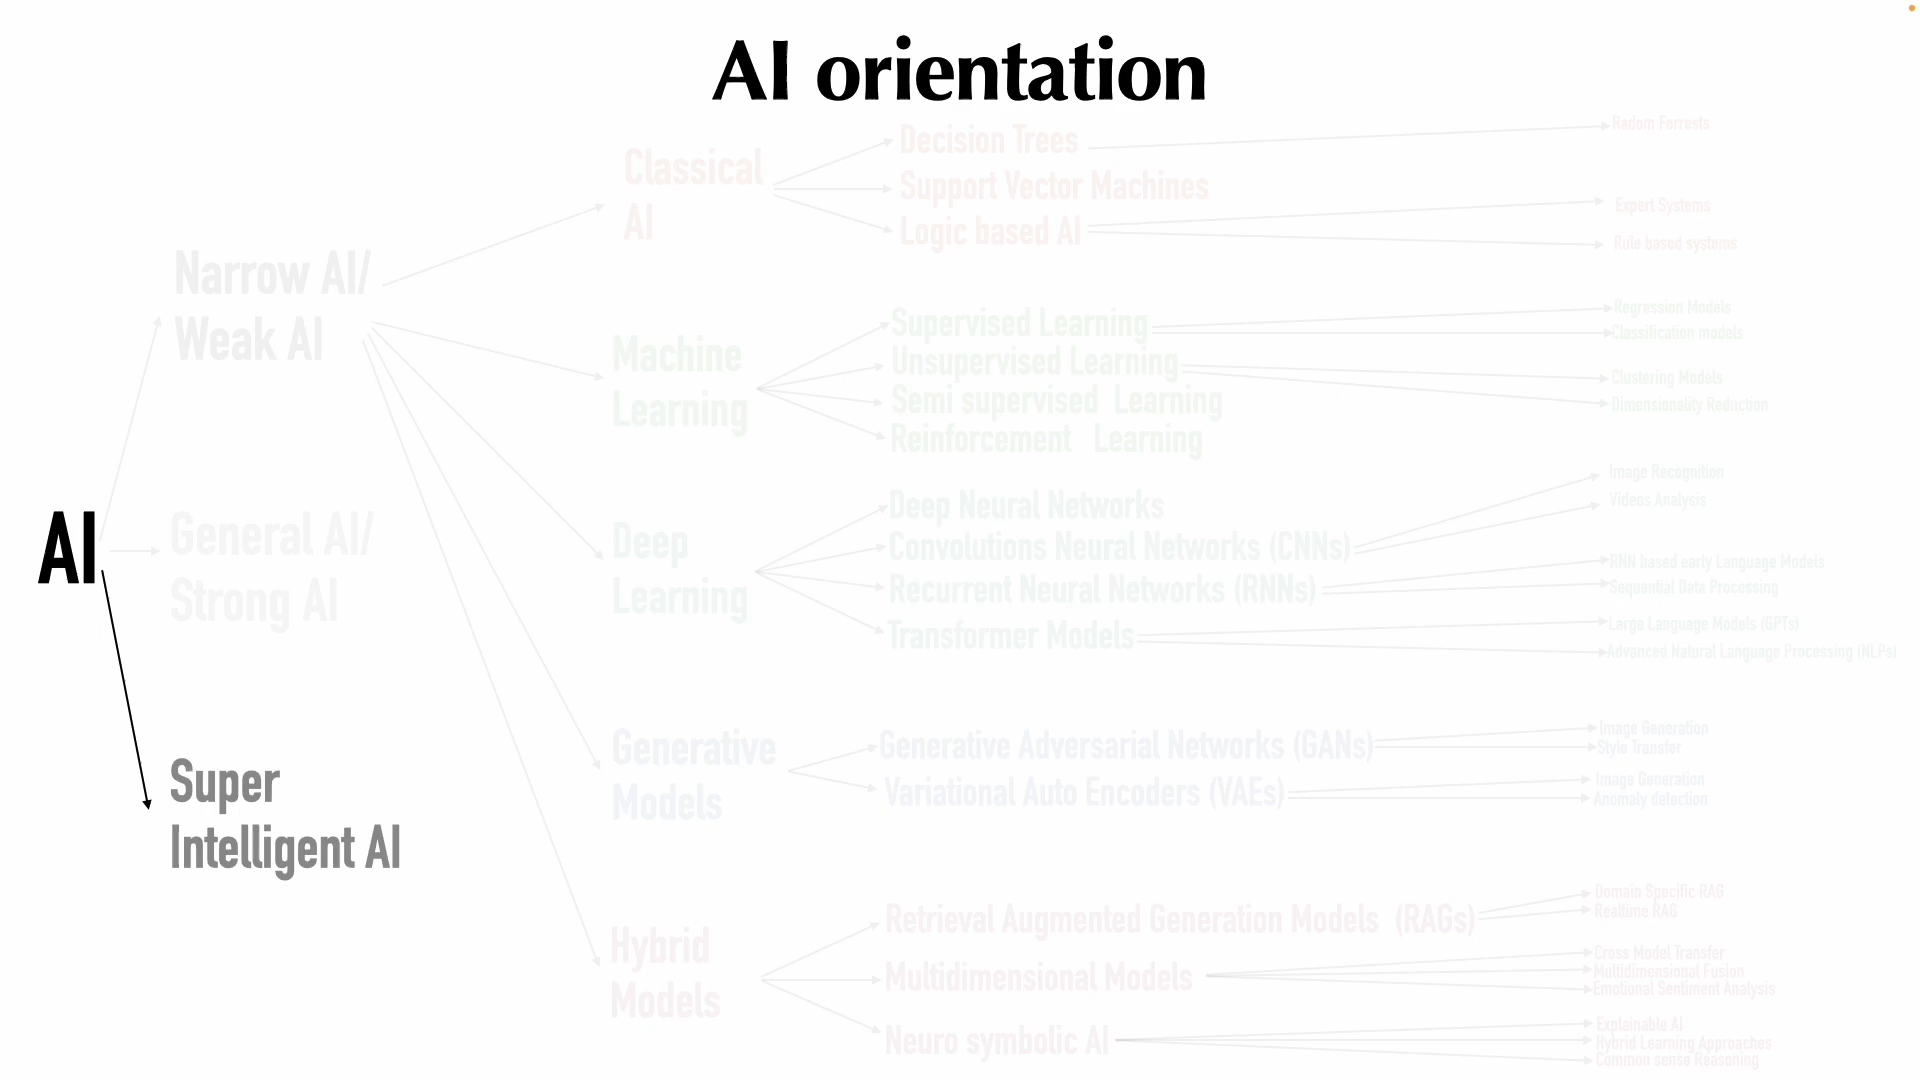 AI orientation
AI
Narrow AI/
Weak AI
General AI/
Strong AI
Super
Intelligent AI
Classical
AI
Decision Trees
Support Vector Machines
Logic based AI
Radom Forrests
Expert Systems
Rule based systems
Machine
Learning
Supervised Learning
Unsupervised Learning
Semi supervised Learning
Reinforcement Learning
Regression Models
Classification models
Clustering Models
Dimensionality Reduction
Deep
Learning
Deep Neural Networks
Convolutions Neural Networks (CNNs)
Recurrent Neural Networks (RNNs)
Transformer Models
Image Recognition
Videos Analysis
RNN based early Language Models
Sequential Data Processing
Large Language Models (GPTs)
Advanced Natural Language Processing (NLPs)
Generative
Models
Generative Adversarial Networks (GANs)
Variational Auto Encoders (VAEs)
Image Generation
Style Transfer
Image Generation
Anomaly detection
Hybrid
Models
Retrieval Augmented Generation Models (RAGs)
Multidimensional Models
Neuro symbolic AI
Domain Specific RAG
Realtime RAG
Cross Model Transfer
Multidimensional Fusion
Emotional Sentiment Analysis
Explainable AI
Hybrid Learning Approaches
Common sense Reasoning